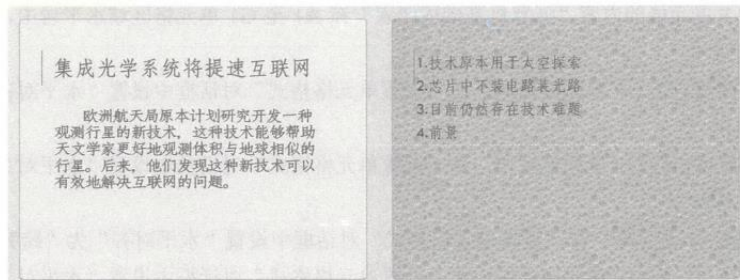 集成光学系统将提速互联网
欧洲航天局原本计划研究开发一种
观测行星的新技术，这种技术能够帮助
天文学家更好地观测体积与地球相似的
行星。后来，他们发现这种新技术可以
有效地解决互联网的问题。
1.技术原本用于太空探索
2.芯片中不装电路装光路
3.目前仍然存在技术难题
4.前景